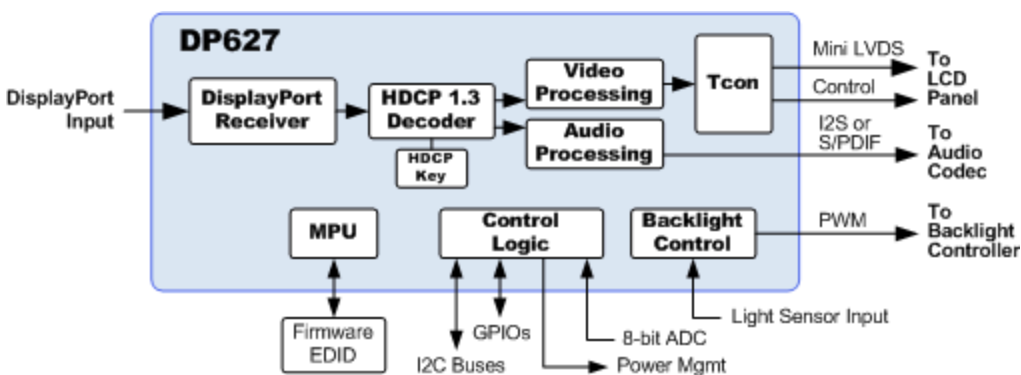 DP627
DisplayPort
Input
DisplayPort
Receiver
HDCP 1.3
Decoder
HDCP
Key
Video
Processing
Audio
Processing
Tcon
Mini LVDS
Control
To
LCD
Panel
I2S or
S/PDIF
To
Audio
Codec
MPU
Control
Logic
Backlight
Control
PWM
To
Backlight
Controller
Firmware
EDID
I2C Buses
GPIOs
8-bit ADC
Power Mgmt
Light Sensor Input